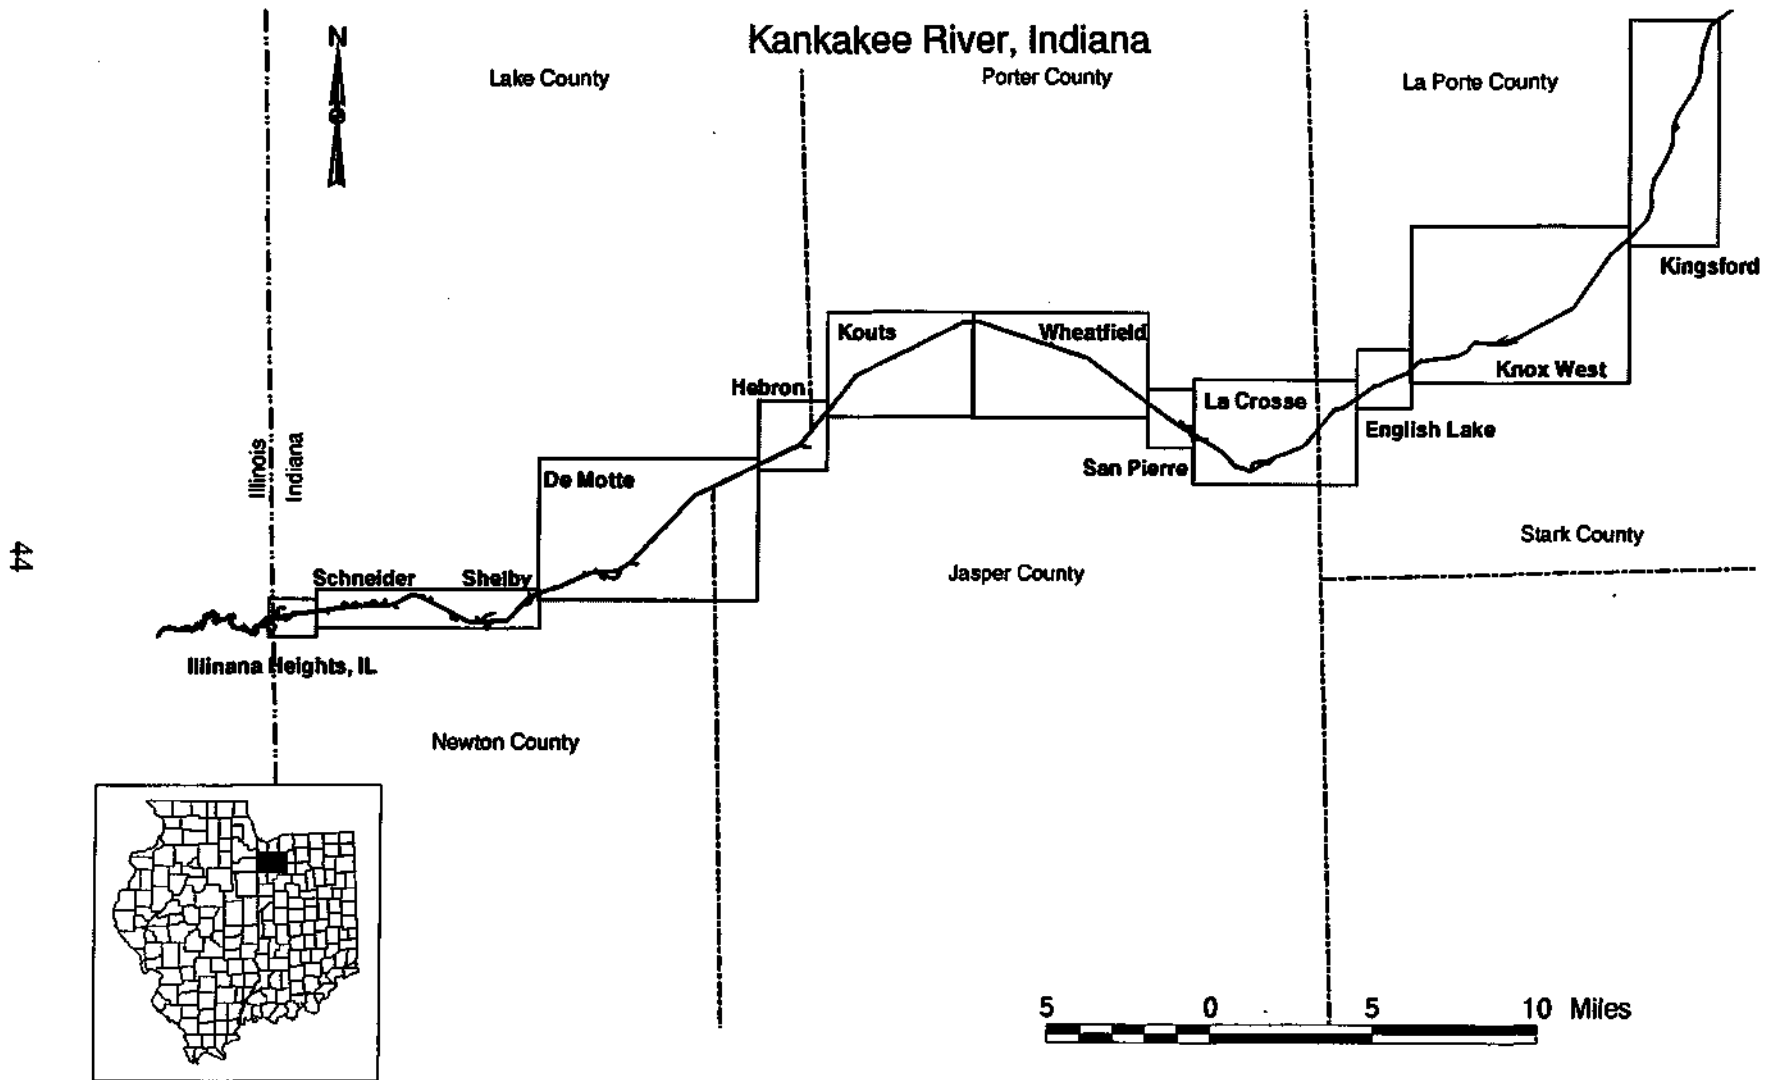 Kankakee River, Indiana
N
Lake County
Porter County
La Porte County
Kingsford
Kouts
Wheatfield
Knox West
Hebron
La Crosse
English Lake
San Pierre
Illinois
Indiana
De Motte
Stark County
44
Jasper County
Schneider
Shelby
Illinana Heights, IL
Newton County
5 0 5 10 Miles